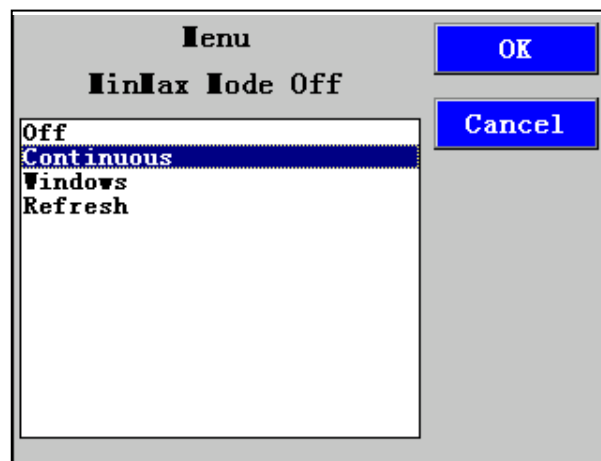 Menu
OK
MinMax Mode Off
Cancel
Off
Continuous
Windows
Refresh